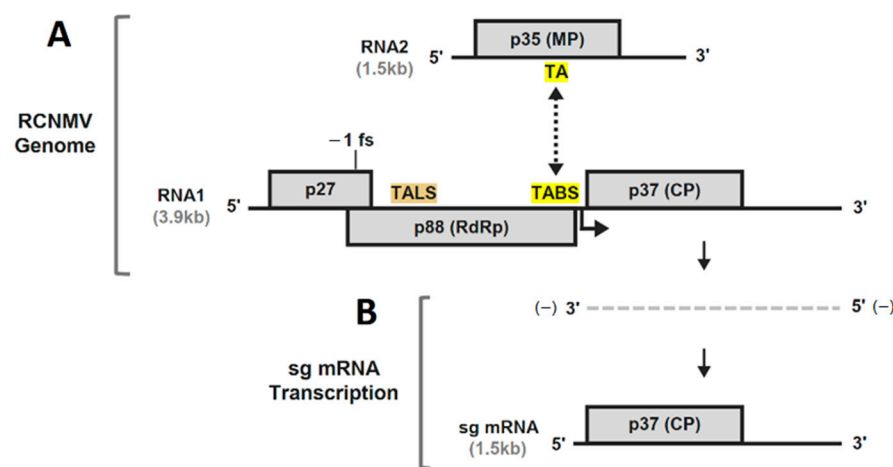 A
RCNMV
Genome
RNA2
(1.5kb)
5'
p35 (MP)
3'
TA
–1 fs
RNA1
(3.9kb)
5'
p27
TALS
TABS
p37 (CP)
3'
p88 (RdRp)
B
sg mRNA
Transcription
(–) 3'
5' (–)
sg mRNA
(1.5kb)
5'
p37 (CP)
3'